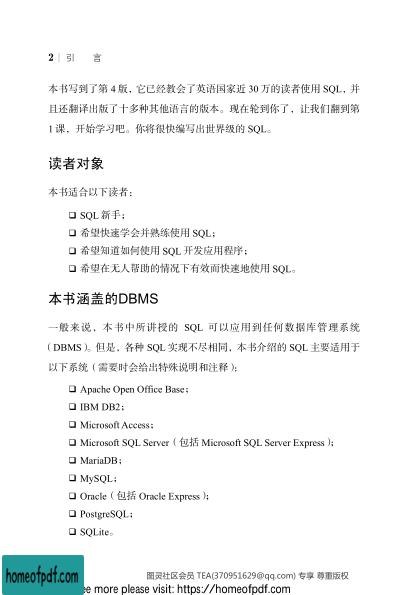 2 | 引 言
本书写到了第 4 版，它已经教会了英语国家近 30 万的读者使用 SQL，并
且还翻译出版了十多种其他语言的版本。现在轮到你了，让我们翻到第
1 课，开始学习吧。你将很快编写出世界级的 SQL。
读者对象
本书适合以下读者：
❑ SQL 新手；
❑ 希望快速学会并熟练使用 SQL；
❑ 希望知道如何使用 SQL 开发应用程序；
❑ 希望在无人帮助的情况下有效而快速地使用 SQL。
本书涵盖的DBMS
一般来说，本书中所讲授的 SQL 可以应用到任何数据库管理系统
（DBMS）。但是，各种 SQL 实现不尽相同，本书介绍的 SQL 主要适用于
以下系统（需要时会给出特殊说明和注释）：
❑ Apache Open Office Base；
❑ IBM DB2；
❑ Microsoft Access；
❑ Microsoft SQL Server（包括 Microsoft SQL Server Express）；
❑ MariaDB；
❑ MySQL；
❑ Oracle（包括 Oracle Express）；
❑ PostgreSQL；
❑ SQLite。
图灵社区会员 TEA(370951629@qq.com) 专享 尊重版权
homeofpdf.com
ee more please visit: https://homeofpdf.com